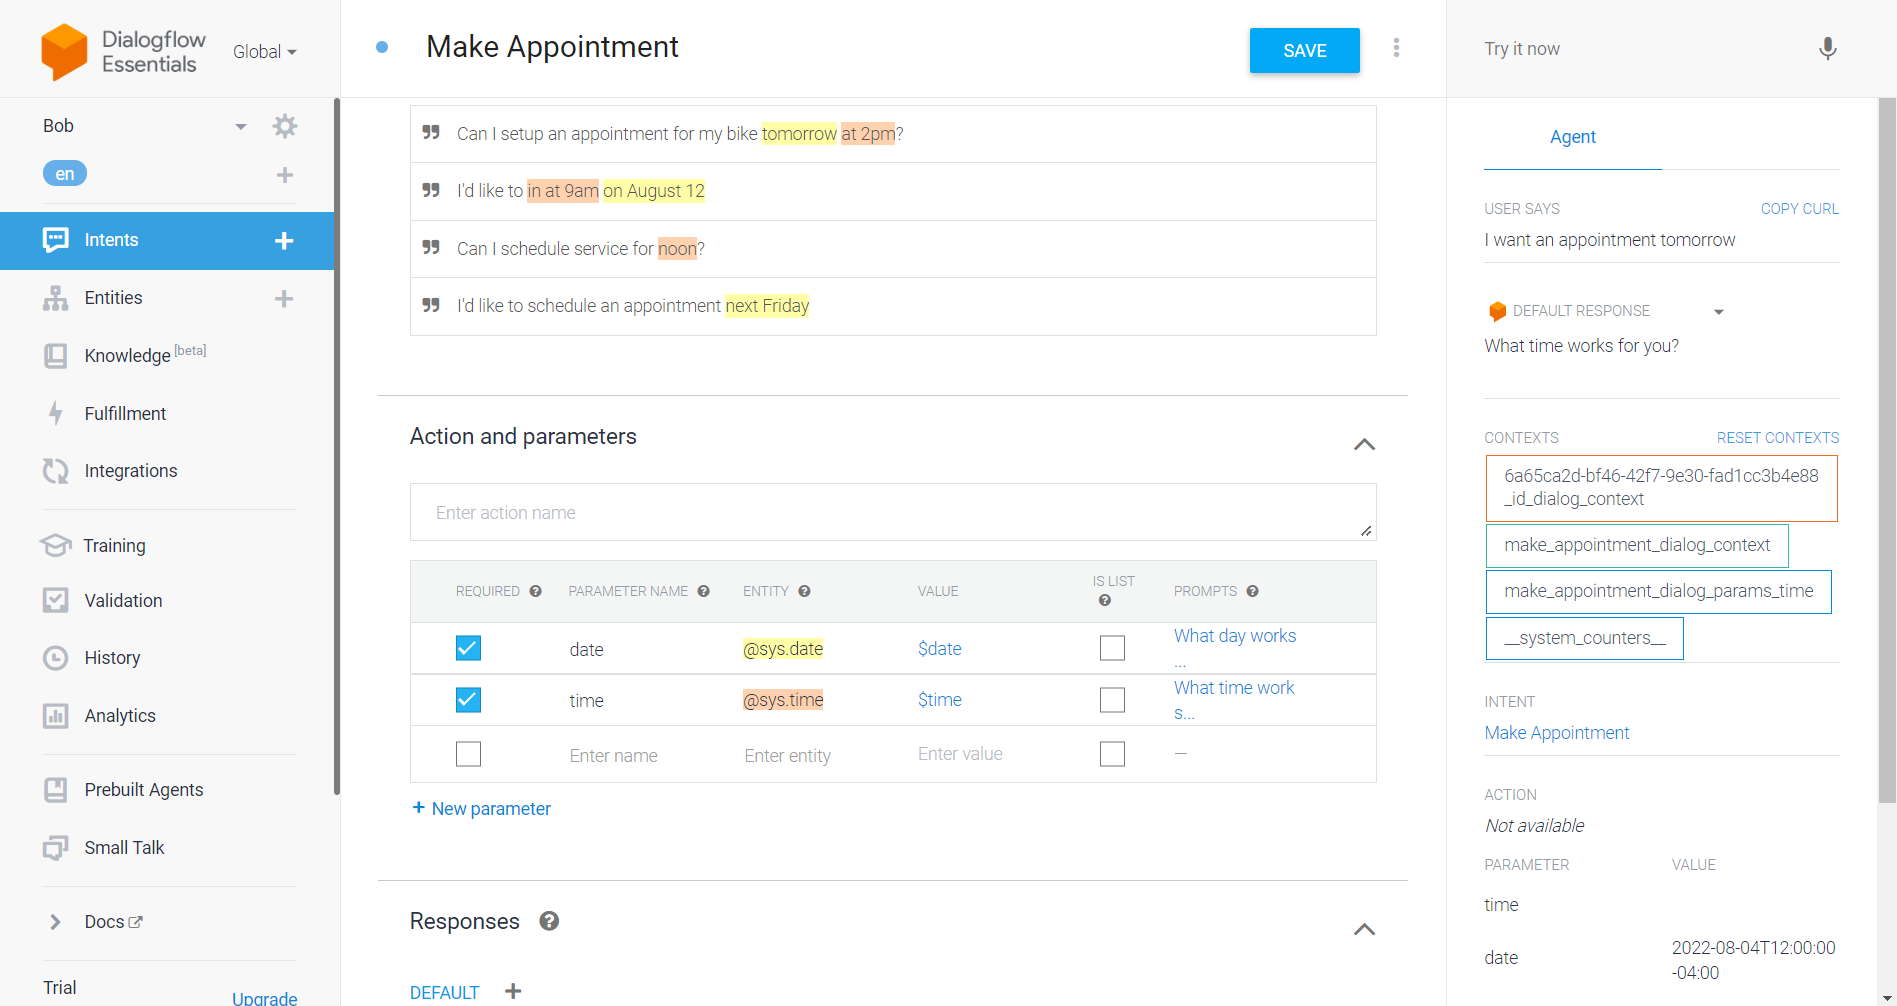 Dialogflow
Essentials
Global
Bob
en
Intents
Entities
Knowledge [beta]
Fulfillment
Integrations
Training
Validation
History
Analytics
Prebuilt Agents
Small Talk
Docs
Trial
Upgrade
Make Appointment
SAVE
Can I setup an appointment for my bike tomorrow at 2pm?
I'd like to in at 9am on August 12
Can I schedule service for noon?
I'd like to schedule an appointment next Friday
Action and parameters
Enter action name
REQUIRED PARAMETER NAME ENTITY VALUE IS LIST PROMPTS
date @sys.date $date What day works
...
time @sys.time $time What time work
s...
Enter name Enter entity Enter value —
+ New parameter
Responses
DEFAULT
Try it now
Agent
USER SAYS COPY CURL
I want an appointment tomorrow
DEFAULT RESPONSE
What time works for you?
CONTEXTS RESET CONTEXTS
6a65ca2d-bf46-42f7-9e30-fad1cc3b4e88
_id_dialog_context
make_appointment_dialog_context
make_appointment_dialog_params_time
__system_counters__
INTENT
Make Appointment
ACTION
Not available
PARAMETER VALUE
time
date 2022-08-04T12:00:00
-04:00